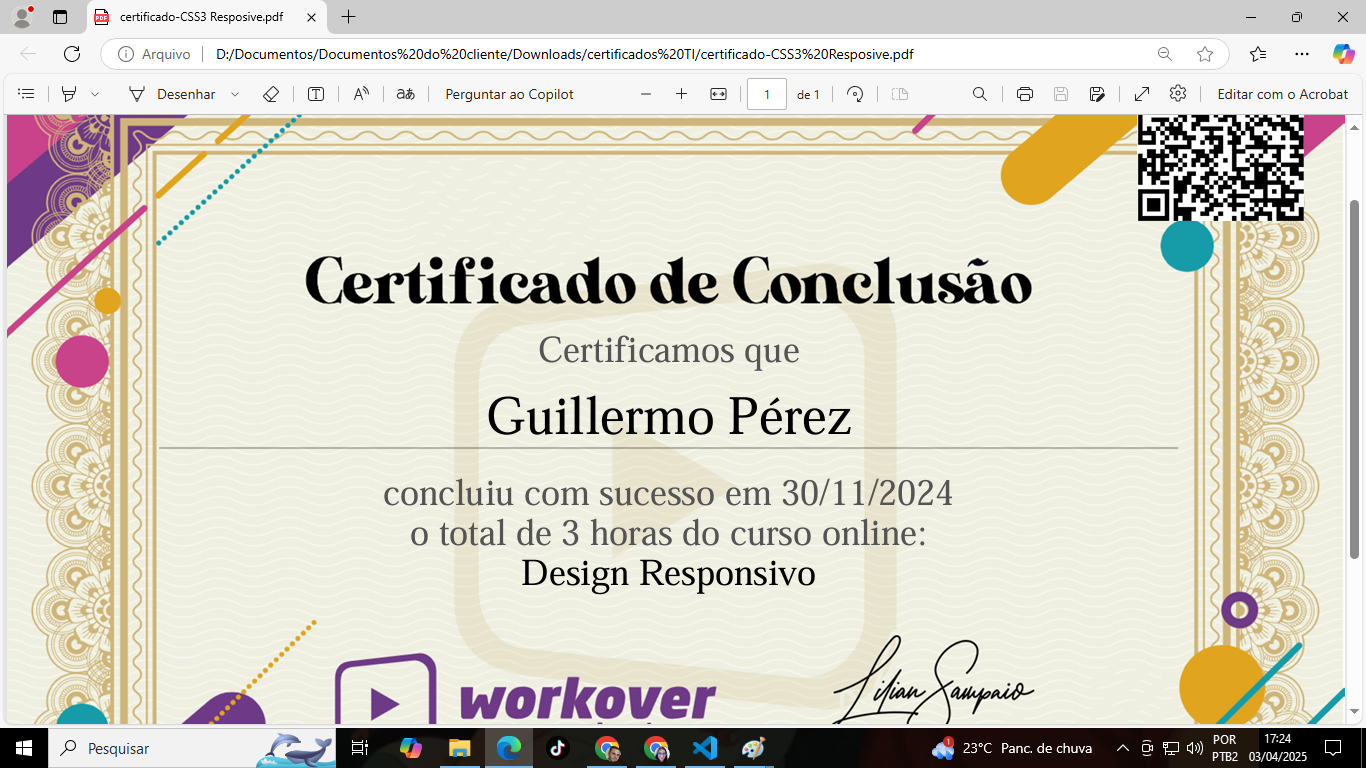 certificado-CSS3 Resposive.pdf
Arquivo
D:/Documentos/Documentos%20do%20cliente/Downloads/certificados%20TI/certificado-CSS3%20Resposive.pdf
Desenhar
Perguntar ao Copilot
1
de 1
Editar com o Acrobat
Certificado de Conclusão
Certificamos que
Guillermo Pérez
concluiu com sucesso em 30/11/2024
o total de 3 horas do curso online:
Design Responsivo
workover
Lilian Sampaio
Pesquisar
23°C Panc. de chuva
POR
PTB2
17:24
03/04/2025